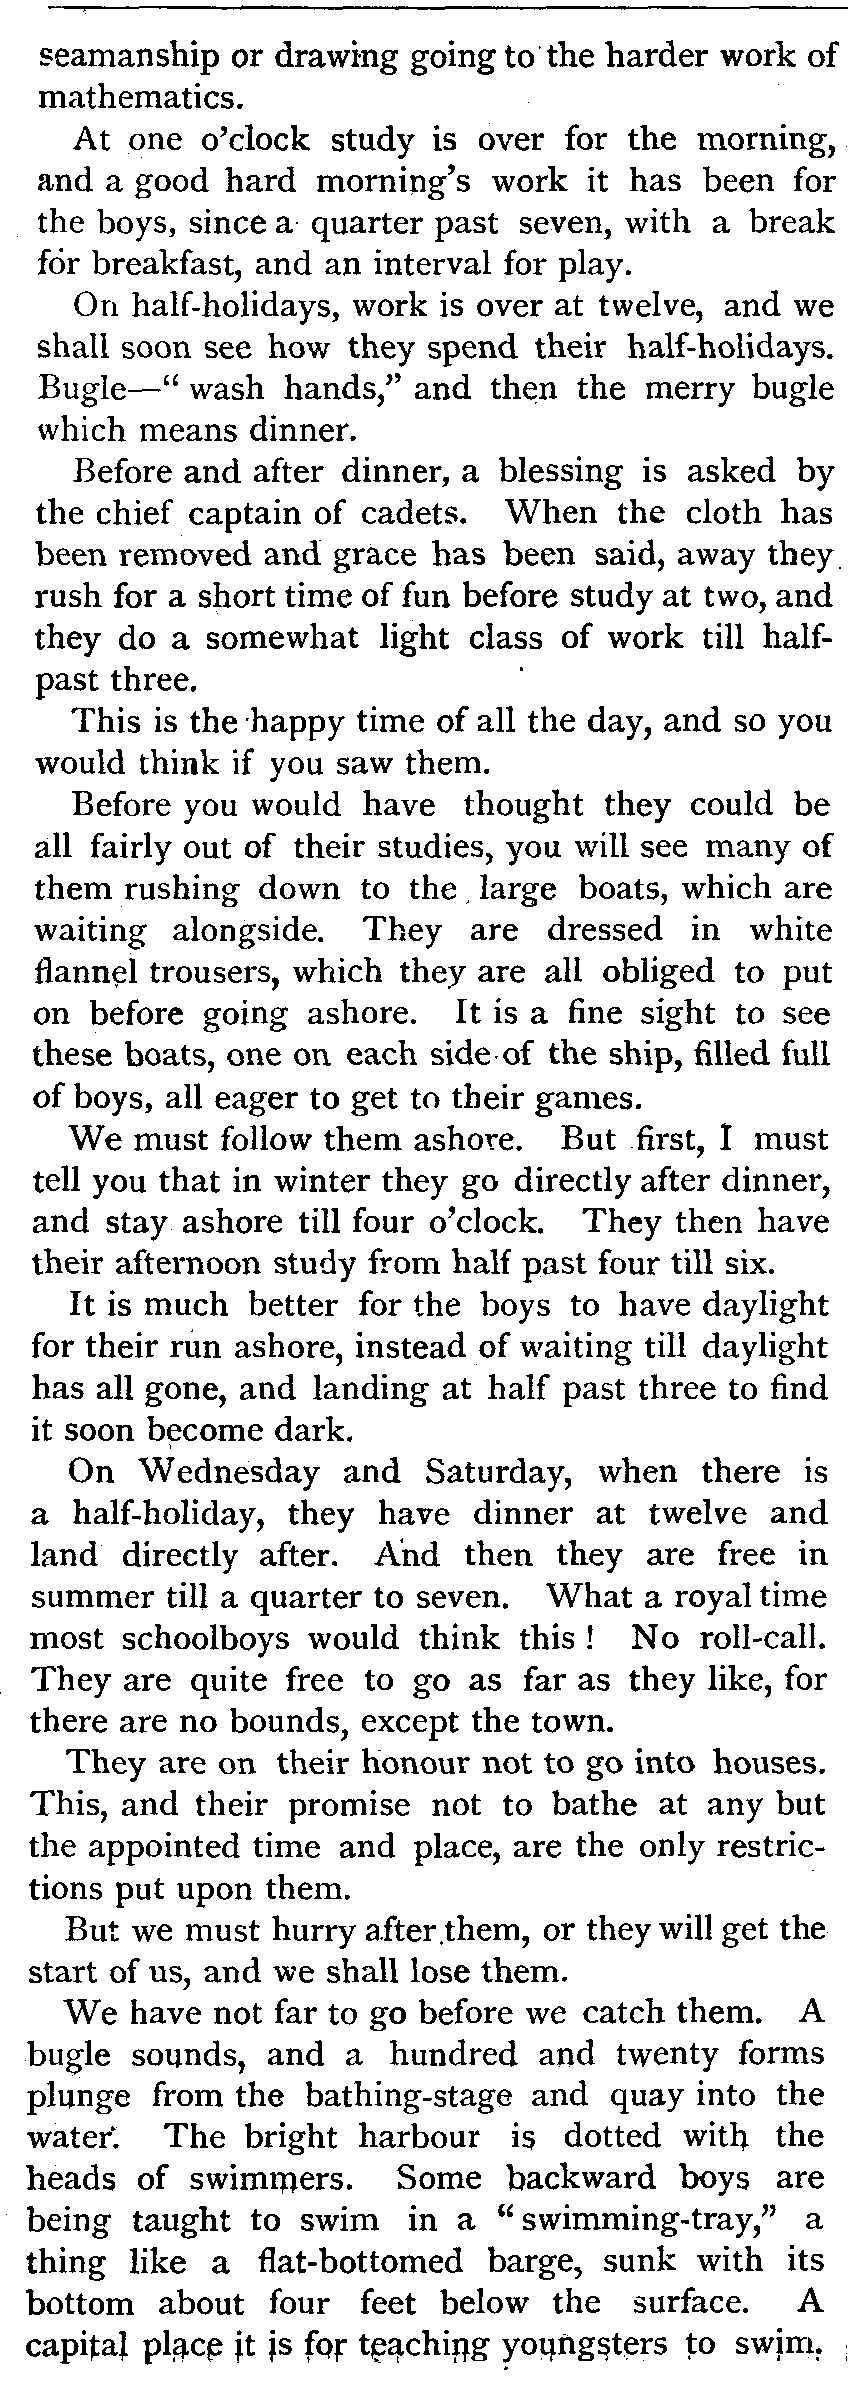 seamanship or drawing going to the harder work of
mathematics.
At one o'clock study is over for the morning,
and a good hard morning's work it has been for
the boys, since a quarter past seven, with a break
for breakfast, and an interval for play.
On half-holidays, work is over at twelve, and we
shall soon see how they spend their half-holidays.
Bugle—“ wash hands,” and then the merry bugle
which means dinner.
Before and after dinner, a blessing is asked by
the chief captain of cadets. When the cloth has
been removed and grace has been said, away they
rush for a short time of fun before study at two, and
they do a somewhat light class of work till half-
past three.
This is the happy time of all the day, and so you
would think if you saw them.
Before you would have thought they could be
all fairly out of their studies, you will see many of
them rushing down to the large boats, which are
waiting alongside. They are dressed in white
flannel trousers, which they are all obliged to put
on before going ashore. It is a fine sight to see
these boats, one on each side of the ship, filled full
of boys, all eager to get to their games.
We must follow them ashore. But first, I must
tell you that in winter they go directly after dinner,
and stay ashore till four o'clock. They then have
their afternoon study from half past four till six.
It is much better for the boys to have daylight
for their run ashore, instead of waiting till daylight
has all gone, and landing at half past three to find
it soon become dark.
On Wednesday and Saturday, when there is
a half-holiday, they have dinner at twelve and
land directly after. And then they are free in
summer till a quarter to seven. What a royal time
most schoolboys would think this ! No roll-call.
They are quite free to go as far as they like, for
there are no bounds, except the town.
They are on their honour not to go into houses.
This, and their promise not to bathe at any but
the appointed time and place, are the only restric-
tions put upon them.
But we must hurry after them, or they will get the
start of us, and we shall lose them.
We have not far to go before we catch them. A
bugle sounds, and a hundred and twenty forms
plunge from the bathing-stage and quay into the
water. The bright harbour is dotted with the
heads of swimmers. Some backward boys are
being taught to swim in a “ swimming-tray,” a
thing like a flat-bottomed barge, sunk with its
bottom about four feet below the surface. A
capital place it is for teaching youngsters to swim.